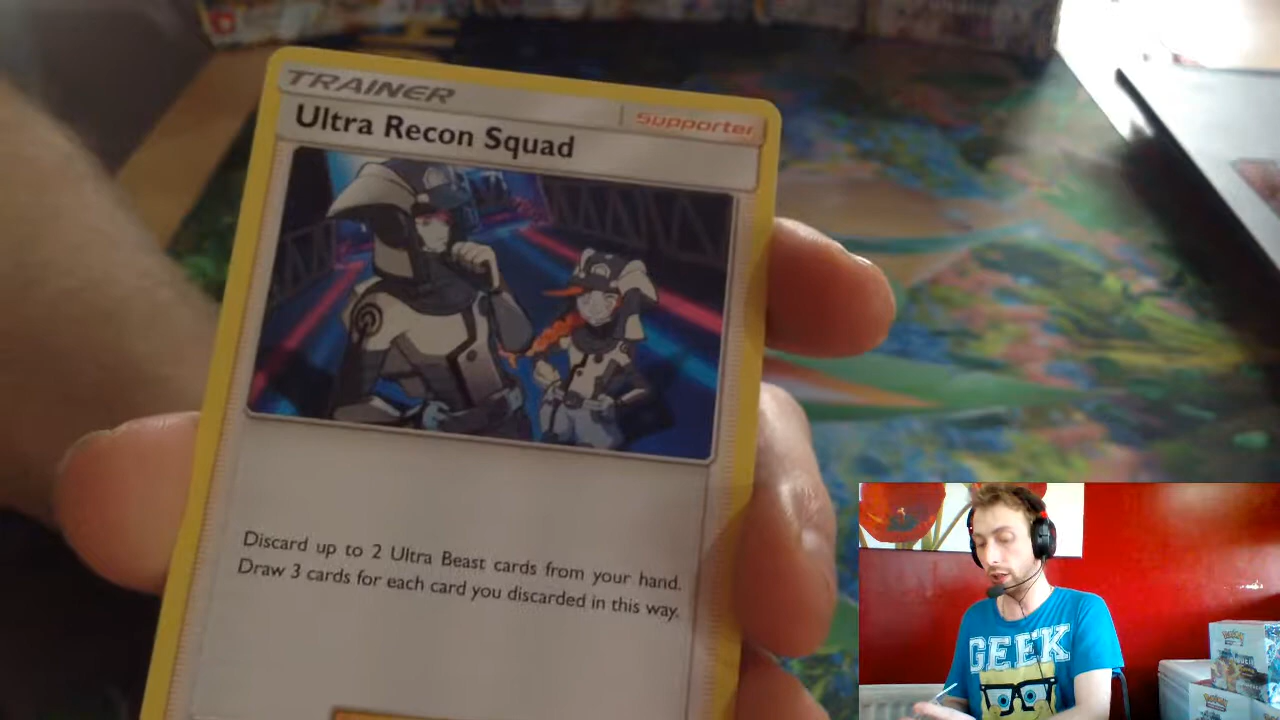 TRAINER
Supporter
Ultra Recon Squad
Discard up to 2 Ultra Beast cards from your hand.
Draw 3 cards for each card you discarded in this way.
GEEK